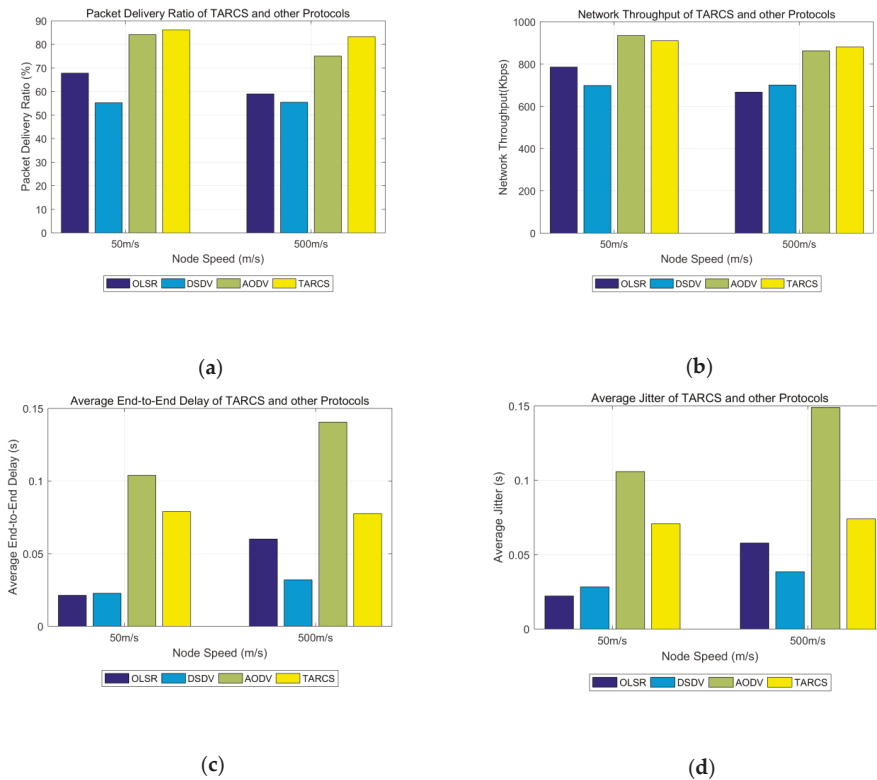 Packet Delivery Ratio of TARCS and other Protocols
90
80
70
60
50
40
30
20
10
0
Packet Delivery Ratio (%)
50m/s 500m/s
Node Speed (m/s)
OLSR DSDV AODV TARCS
(a)
Network Throughput of TARCS and other Protocols
1000
800
600
400
200
0
Network Throughput(Kbps)
50m/s 500m/s
Node Speed (m/s)
OLSR DSDV AODV TARCS
(b)
Average End-to-End Delay of TARCS and other Protocols
0.15
0.1
0.05
0
Average End-to-End Delay (s)
50m/s 500m/s
Node Speed (m/s)
OLSR DSDV AODV TARCS
(c)
Average Jitter of TARCS and other Protocols
0.15
0.1
0.05
0
Average Jitter (s)
50m/s 500m/s
Node Speed (m/s)
OLSR DSDV AODV TARCS
(d)